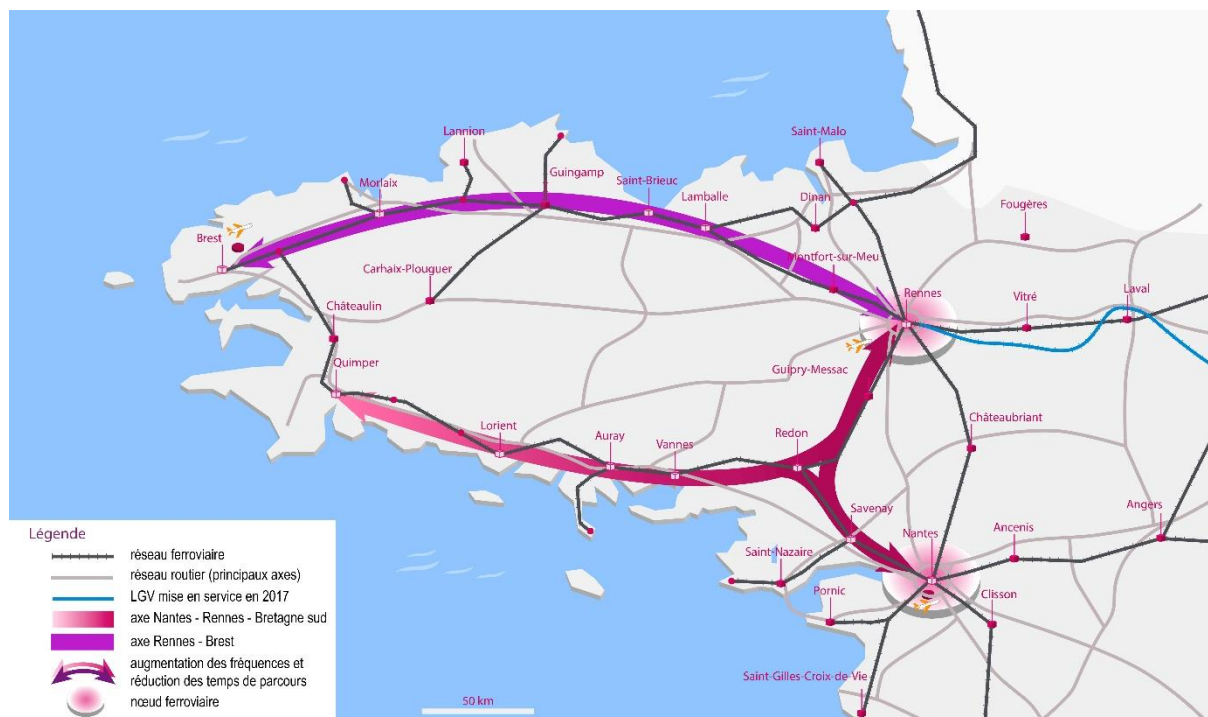 Lannion
Saint-Malo
Guingamp
Morlaix
Saint-Brieuc
Lamballe
Dinan
Fougères
Brest
Montfort-sur-Meu
Carhaix-Plouguer
Rennes
Vitré
Laval
Châteaulin
Quimper
Guipry-Messac
Châteaubriant
Lorient
Auray
Vannes
Redon
Angers
Savenay
Nantes
Ancenis
Saint-Nazaire
Pornic
Clisson
Saint-Gilles-Croix-de-Vie
50 km
Légende
réseau ferroviaire
réseau routier (principaux axes)
LGV mise en service en 2017
axe Nantes - Rennes - Bretagne sud
axe Rennes - Brest
augmentation des fréquences et
réduction des temps de parcours
nœud ferroviaire